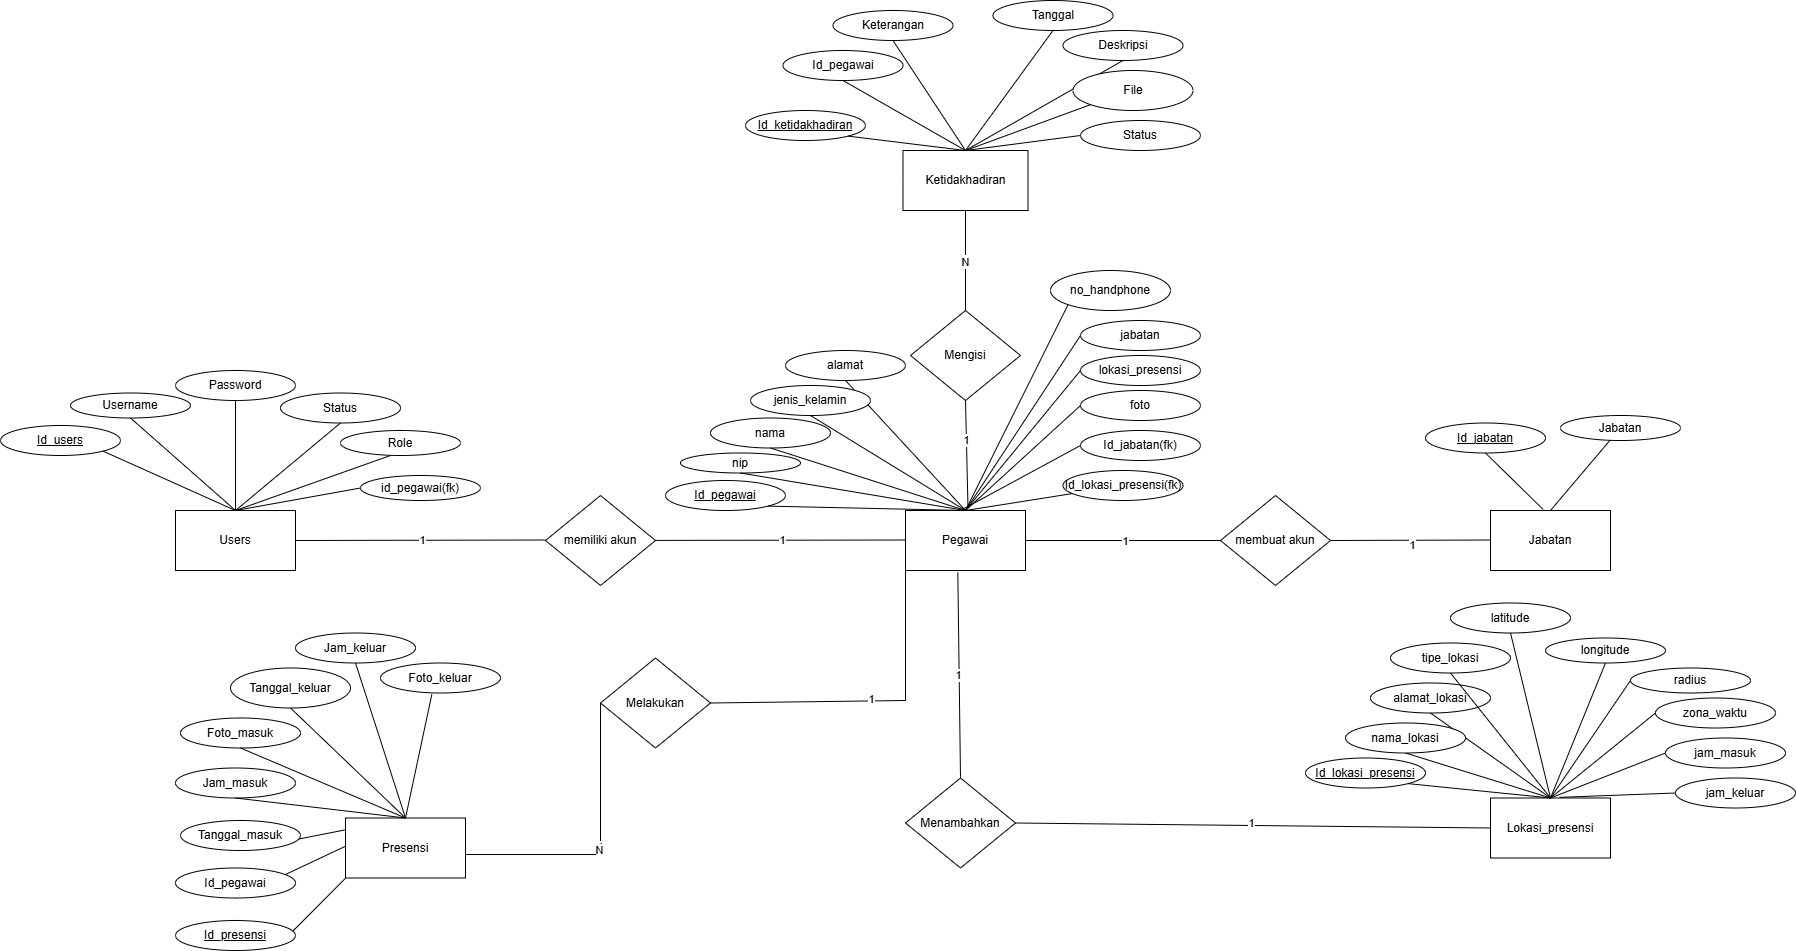 Keterangan
Tanggal
Deskripsi
Id_pegawai
File
Id_ketidakhadiran
Status
Ketidakhadiran
N
Mengisi
1
no_handphone
jabatan
lokasi_presensi
foto
Id_jabatan(fk)
Id_lokasi_presensi(fk)
alamat
jenis_kelamin
nama
nip
Id_pegawai
Password
Username
Status
Id_users
Role
id_pegawai(fk)
Users
1
memiliki akun
1
Pegawai
1
membuat akun
1
Jabatan
Id_jabatan
Jabatan
Jam_keluar
Foto_keluar
Tanggal_keluar
Foto_masuk
Jam_masuk
Tanggal_masuk
Id_pegawai
Id_presensi
Presensi
N
Melakukan
1
1
Menambahkan
1
Lokasi_presensi
latitude
longitude
tipe_lokasi
radius
alamat_lokasi
zona_waktu
nama_lokasi
jam_masuk
Id_lokasi_presensi
jam_keluar